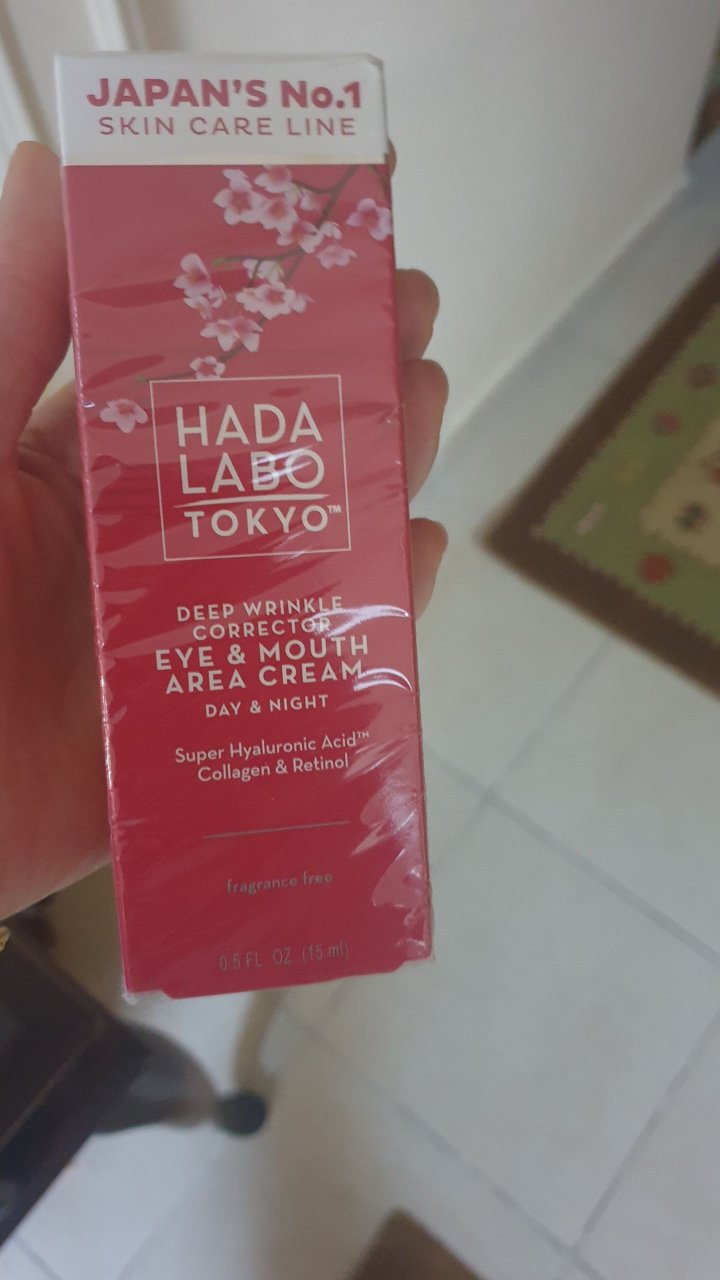 JAPAN'S No.1
SKIN CARE LINE
HADA
LABO
TOKYO™
DEEP WRINKLE
CORRECTOR
EYE & MOUTH
AREA CREAM
DAY & NIGHT
Super Hyaluronic Acid™
Collagen & Retinol
fragrance free
0.5 FL. OZ. (15 ml)